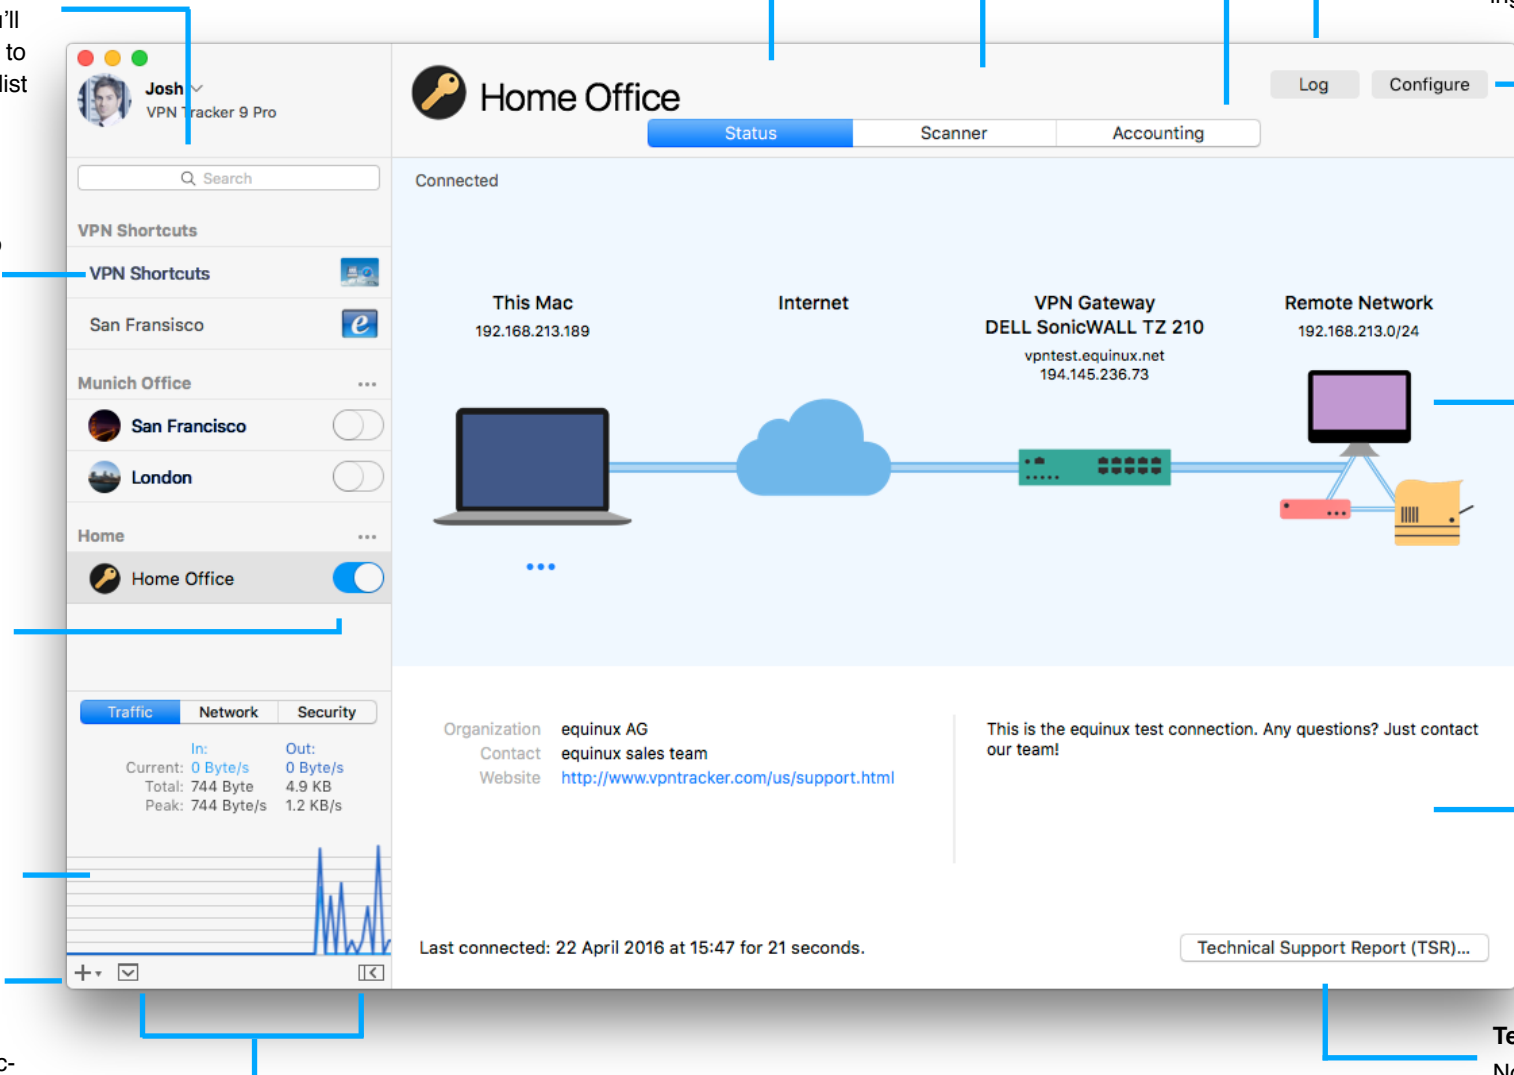 'll
to
list
ing
Josh
VPN Tracker 9 Pro
Home Office
Log
Configure
Status
Scanner
Accounting
Search
Connected
VPN Shortcuts
VPN Shortcuts
San Fransisco
Munich Office
San Francisco
London
Home
Home Office
This Mac
192.168.213.189
Internet
VPN Gateway
DELL SonicWALL TZ 210
vpntest.equinux.net
194.145.236.73
Remote Network
192.168.213.0/24
Traffic
Network
Security
In:
Out:
Current: 0 Byte/s 0 Byte/s
Total: 744 Byte 4.9 KB
Peak: 744 Byte/s 1.2 KB/s
Organization equinux AG
Contact equinux sales team
Website http://www.vpntracker.com/us/support.html
This is the equinux test connection. Any questions? Just contact
our team!
Last connected: 22 April 2016 at 15:47 for 21 seconds.
Technical Support Report (TSR)...
c-
Te